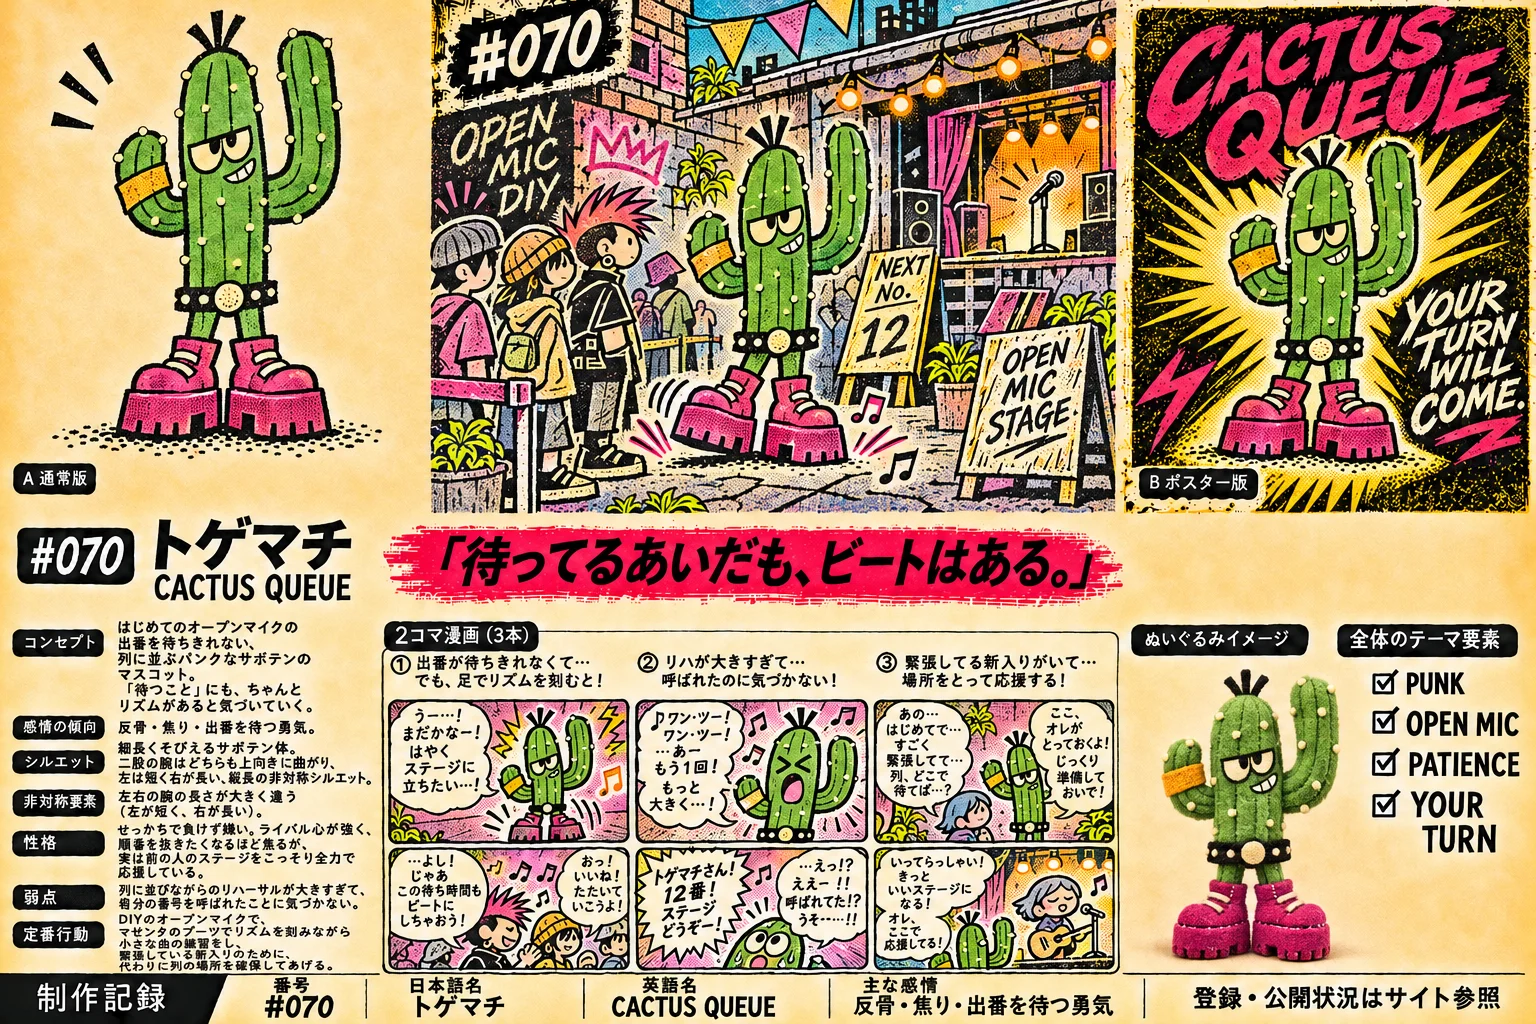 #070
OPEN
MIC
DIY
NEXT
No.
12
OPEN
MIC
STAGE
CACTUS
QUEUE
YOUR
TURN
WILL
COME.
A 通常版
B ポスター版
#070
トゲマチ
CACTUS QUEUE
「待ってるあいだも、ビートはある。」
コンセプト
はじめてのオープンマイクの
出番を待ちきれない、
列に並ぶパンクなサボテンの
マスコット。
「待つこと」にも、ちゃんと
リズムがあると気づいていく。
感情の傾向
反骨・焦り・出番を待つ勇気。
シルエット
細長くそびえるサボテン体。
二股の腕はどちらも上向きに曲がり、
左は短く右が長い、縦長の非対称シルエット。
非対称要素
左右の腕の長さが大きく違う
（左が短く、右が長い）。
性格
せっかちで負けず嫌い。ライバル心が強く、
順番を抜きたくなるほど焦るが、
実は前の人のステージをこっそり全力で
応援している。
弱点
列に並びながらのリハーサルが大きすぎて、
自分の番号を呼ばれたことに気づかない。
定番行動
DIYのオープンマイクで、
マゼンタのブーツでリズムを刻みながら
小さな曲の練習をし、
緊張している新入りのために、
代わりに列の場所を確保してあげる。
2コマ漫画（3本）
① 出番が待ちきれなくて…
でも、足でリズムを刻むと！
うー…！
まだかなー！
はやく
ステージに
立ちたい…！
…よし！
じゃあ
この待ち時間も
ビートに
しちゃおう！
おっ！
いいね！
たたいて
いこうよ！
② リハが大きすぎて…
呼ばれたのに気づかない！
♪ワン・ツー！
ワン・ツー！
…あー
もう1回！
もっと
大きく…！
トゲマチさん！
12番！
ステージ
どうぞー！
…えっ!?
ええー!!
呼ばれてた!?
うそー…!!
③ 緊張してる新入りがいて…
場所をとって応援する！
あの…
はじめてで…
すごく
緊張してて…
列、どこで
待てば…？
ここ、
オレが
とっておくよ！
じっくり
準備して
おいで！
いってらっしゃい！
きっと
いいステージに
なる！
オレ、
ここで
応援してる！
ぬいぐるみイメージ
全体のテーマ要素
PUNK
OPEN MIC
PATIENCE
YOUR
TURN
制作記録
番号
#070
日本語名
トゲマチ
英語名
CACTUS QUEUE
主な感情
反骨・焦り・出番を待つ勇気
登録・公開状況はサイト参照